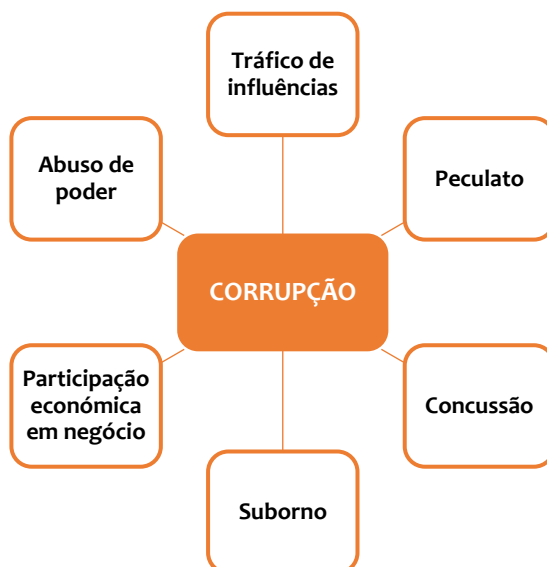 Tráfico de
influências
Abuso de
poder
Peculato
CORRUPÇÃO
Participação
económica
em negócio
Concussão
Suborno